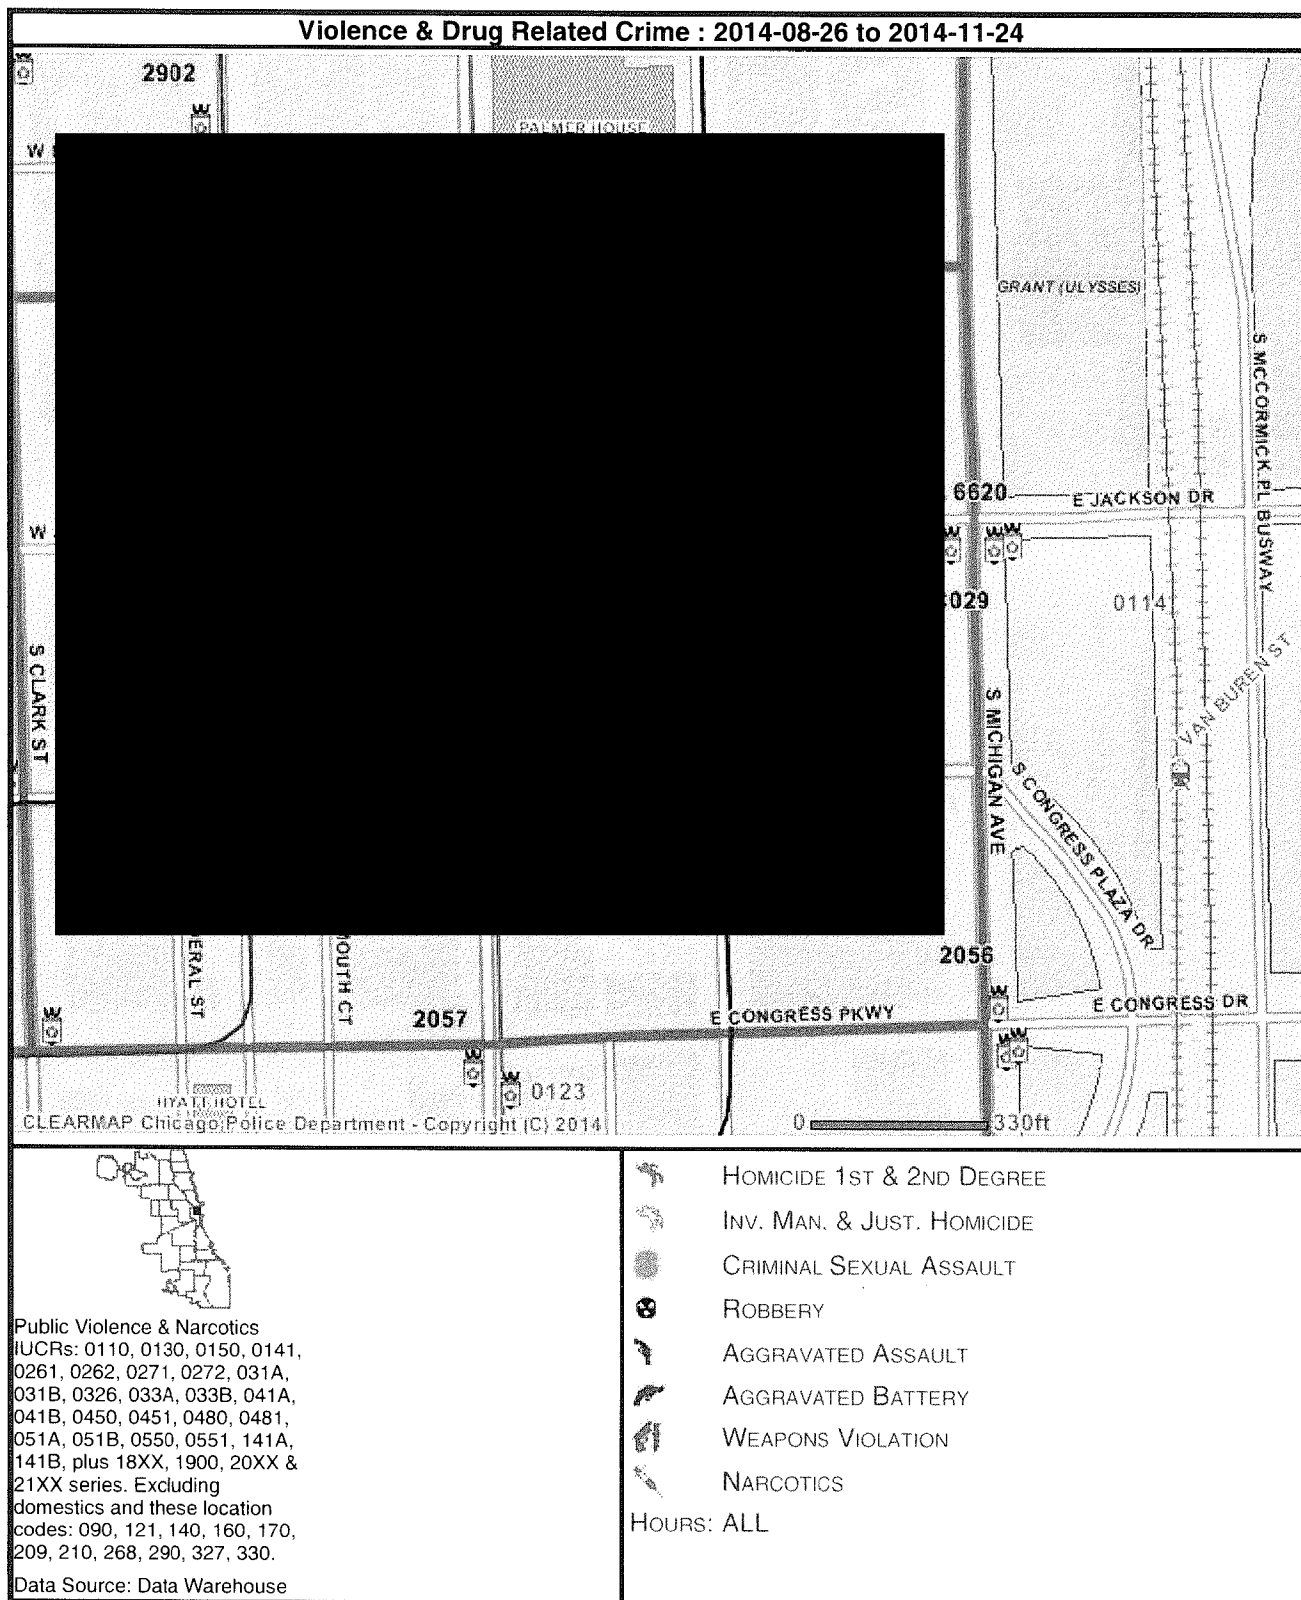 Violence & Drug Related Crime : 2014-08-26 to 2014-11-24
2902
PALMER HOUSE
W
GRANT (ULYSSES)
S MCCORMICK PL BUSWAY
6620
E JACKSON DR
W
029
0114
S CLARK ST
VAN BUREN ST
S MICHIGAN AVE
S CONGRESS PLAZA DR
ERAL ST
MOUTH CT
2056
2057
E CONGRESS PKWY
E CONGRESS DR
HYATT HOTEL
0123
CLEARMAP Chicago Police Department - Copyright (C) 2014
0 330ft
Public Violence & Narcotics
IUCRs: 0110, 0130, 0150, 0141,
0261, 0262, 0271, 0272, 031A,
031B, 0326, 033A, 033B, 041A,
041B, 0450, 0451, 0480, 0481,
051A, 051B, 0550, 0551, 141A,
141B, plus 18XX, 1900, 20XX &
21XX series. Excluding
domestics and these location
codes: 090, 121, 140, 160, 170,
209, 210, 268, 290, 327, 330.
Data Source: Data Warehouse
HOMICIDE 1ST & 2ND DEGREE
INV. MAN. & JUST. HOMICIDE
CRIMINAL SEXUAL ASSAULT
ROBBERY
AGGRAVATED ASSAULT
AGGRAVATED BATTERY
WEAPONS VIOLATION
NARCOTICS
HOURS: ALL